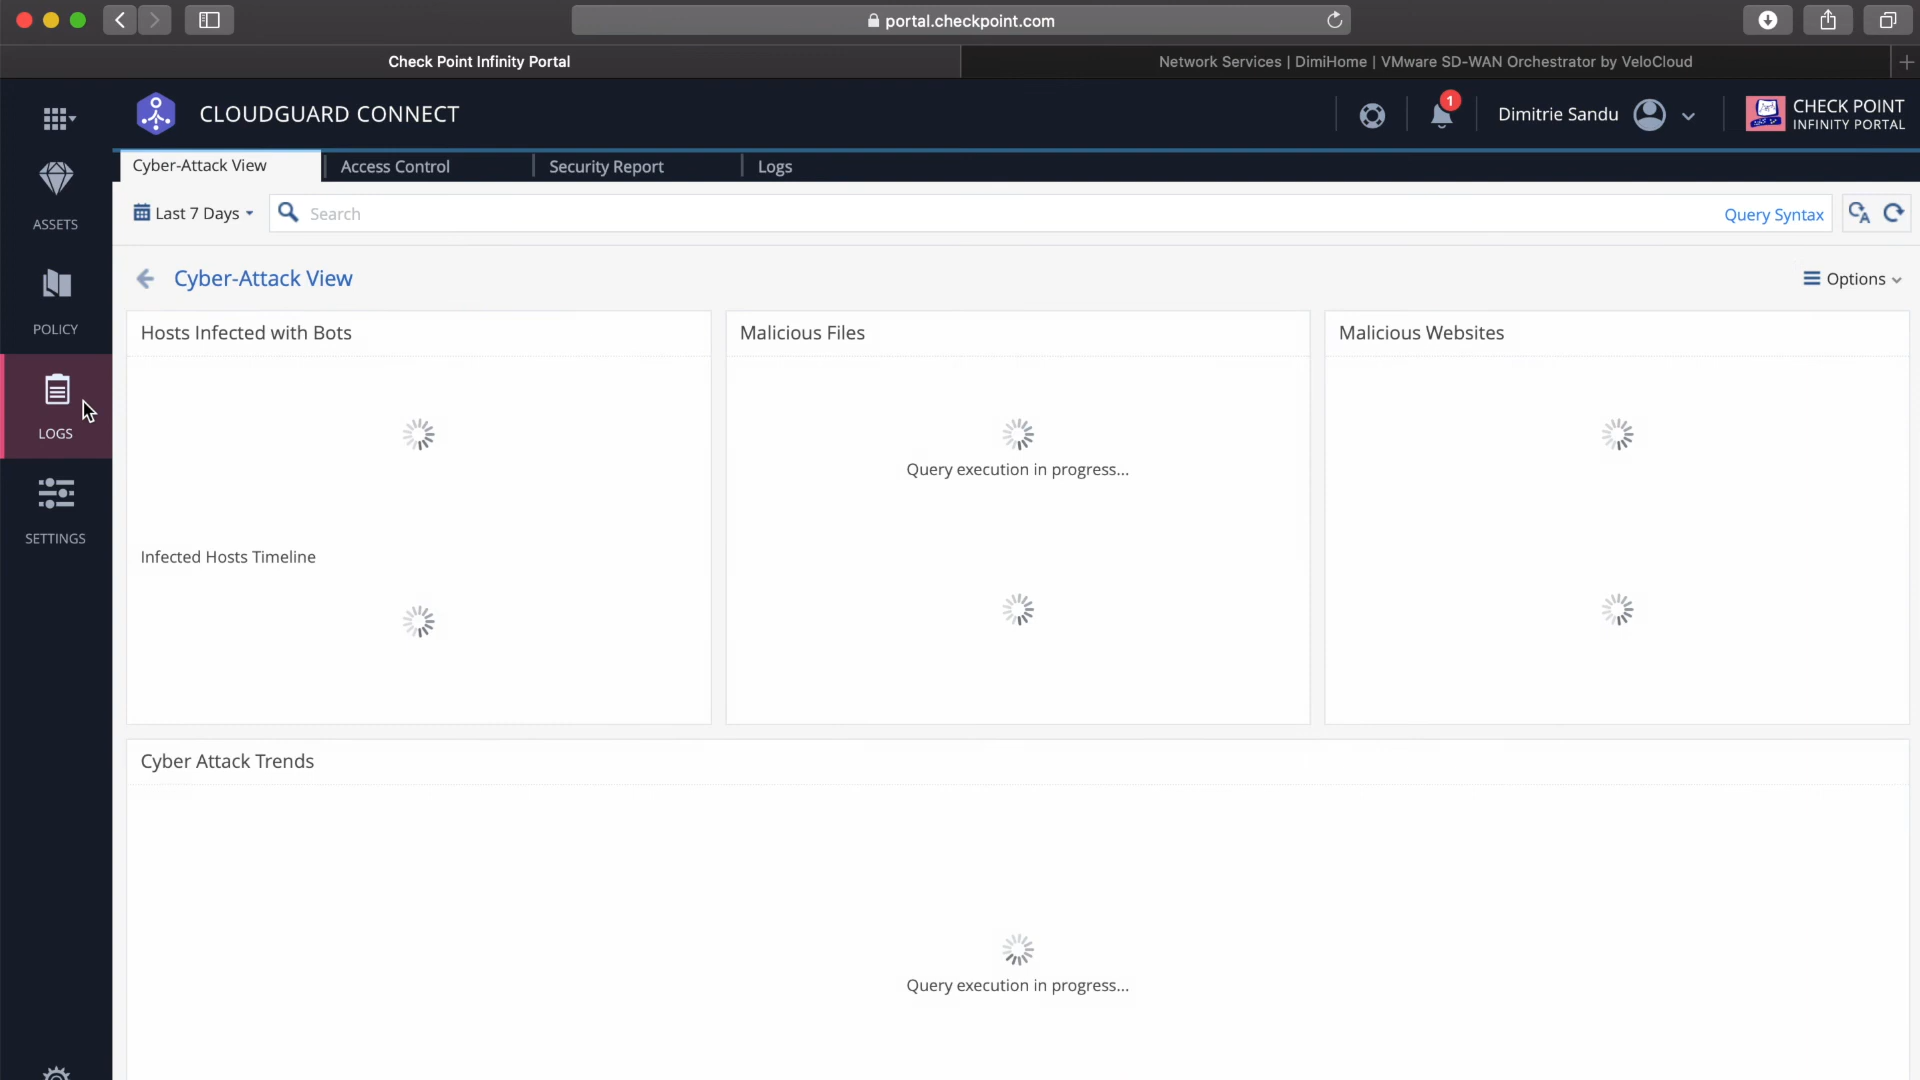 portal.checkpoint.com
Check Point Infinity Portal
Network Services | DimiHome | VMware SD-WAN Orchestrator by VeloCloud
CLOUDGUARD CONNECT
1
Dimitrie Sandu
CHECK POINT
INFINITY PORTAL
Cyber-Attack View
Access Control
Security Report
Logs
ASSETS
POLICY
LOGS
SETTINGS
Last 7 Days
Search
Query Syntax
Cyber-Attack View
Options
Hosts Infected with Bots
Malicious Files
Malicious Websites
Query execution in progress...
Infected Hosts Timeline
Cyber Attack Trends
Query execution in progress...